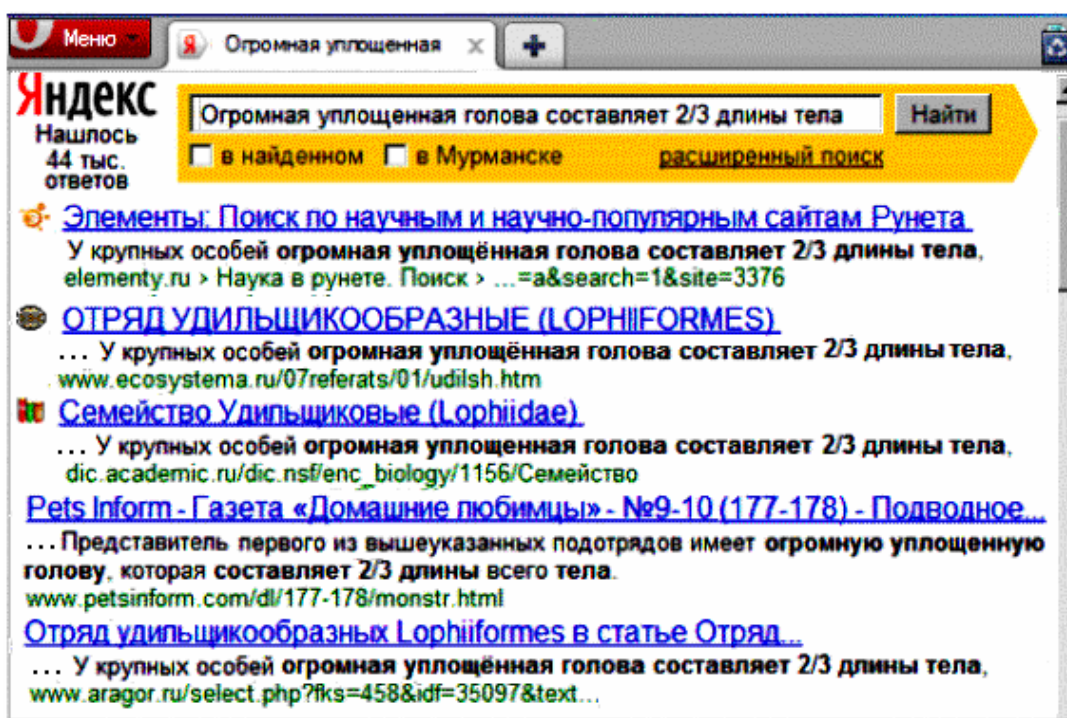 Меню
Огромная уплощенная
Яндекс
Нашлось
44 тыс.
ответов
Огромная уплощенная голова составляет 2/3 длины тела
Найти
в найденном в Мурманске расширенный поиск
Элементы: Поиск по научным и научно-популярным сайтам Рунета
У крупных особей огромная уплощённая голова составляет 2/3 длины тела,
elementy.ru › Наука в рунете. Поиск › ...=a&search=1&site=3376
ОТРЯД УДИЛЬЩИКООБРАЗНЫЕ (LOPHIIFORMES)
... У крупных особей огромная уплощённая голова составляет 2/3 длины тела,
www.ecosystema.ru/07referats/01/udilsh.htm
Семейство Удильщиковые (Lophiidae)
... У крупных особей огромная уплощенная голова составляет 2/3 длины тела,
dic.academic.ru/dic.nsf/enc_biology/1156/Семейство
Pets Inform - Газета «Домашние любимцы» - №9-10 (177-178) - Подводное...
... Представитель первого из вышеуказанных подотрядов имеет огромную уплощенную
голову, которая составляет 2/3 длины всего тела.
www.petsinform.com/dl/177-178/monstr.html
Отряд удильщикообразных Lophiiformes в статье Отряд...
... У крупных особей огромная уплощённая голова составляет 2/3 длины тела,
www.aragor.ru/select.php?fks=458&idf=35097&text...